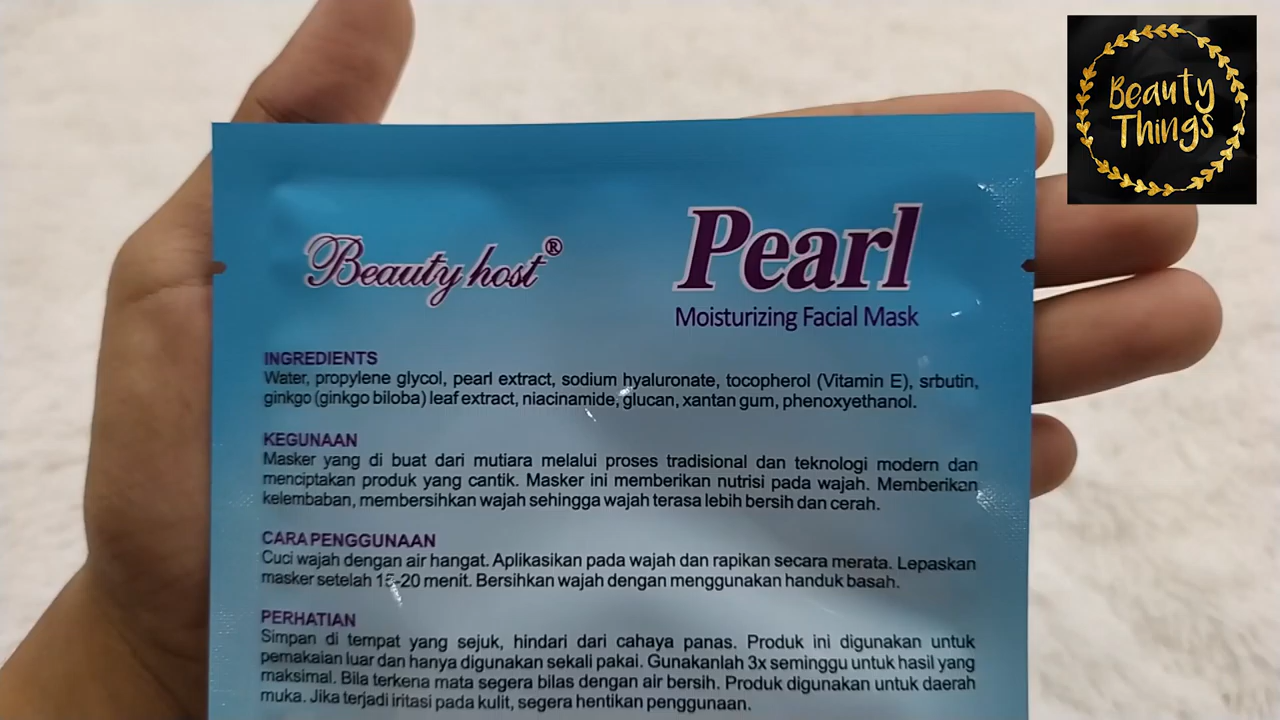 Beauty
Things
Beauty host®
Pearl
Moisturizing Facial Mask
INGREDIENTS
Water, propylene glycol, pearl extract, sodium hyaluronate, tocopherol (Vitamin E), srbutin,
ginkgo (ginkgo biloba) leaf extract, niacinamide, glucan, xantan gum, phenoxyethanol.
KEGUNAAN
Masker yang di buat dari mutiara melalui proses tradisional dan teknologi modern dan
menciptakan produk yang cantik. Masker ini memberikan nutrisi pada wajah. Memberikan
kelembaban, membersihkan wajah sehingga wajah terasa lebih bersih dan cerah.
CARA PENGGUNAAN
Cuci wajah dengan air hangat. Aplikasikan pada wajah dan rapikan secara merata. Lepaskan
masker setelah 15-20 menit. Bersihkan wajah dengan menggunakan handuk basah.
PERHATIAN
Simpan di tempat yang sejuk, hindari dari cahaya panas. Produk ini digunakan untuk
pemakaian luar dan hanya digunakan sekali pakai. Gunakanlah 3x seminggu untuk hasil yang
maksimal. Bila terkena mata segera bilas dengan air bersih. Produk digunakan untuk daerah
muka. Jika terjadi iritasi pada kulit, segera hentikan penggunaan.